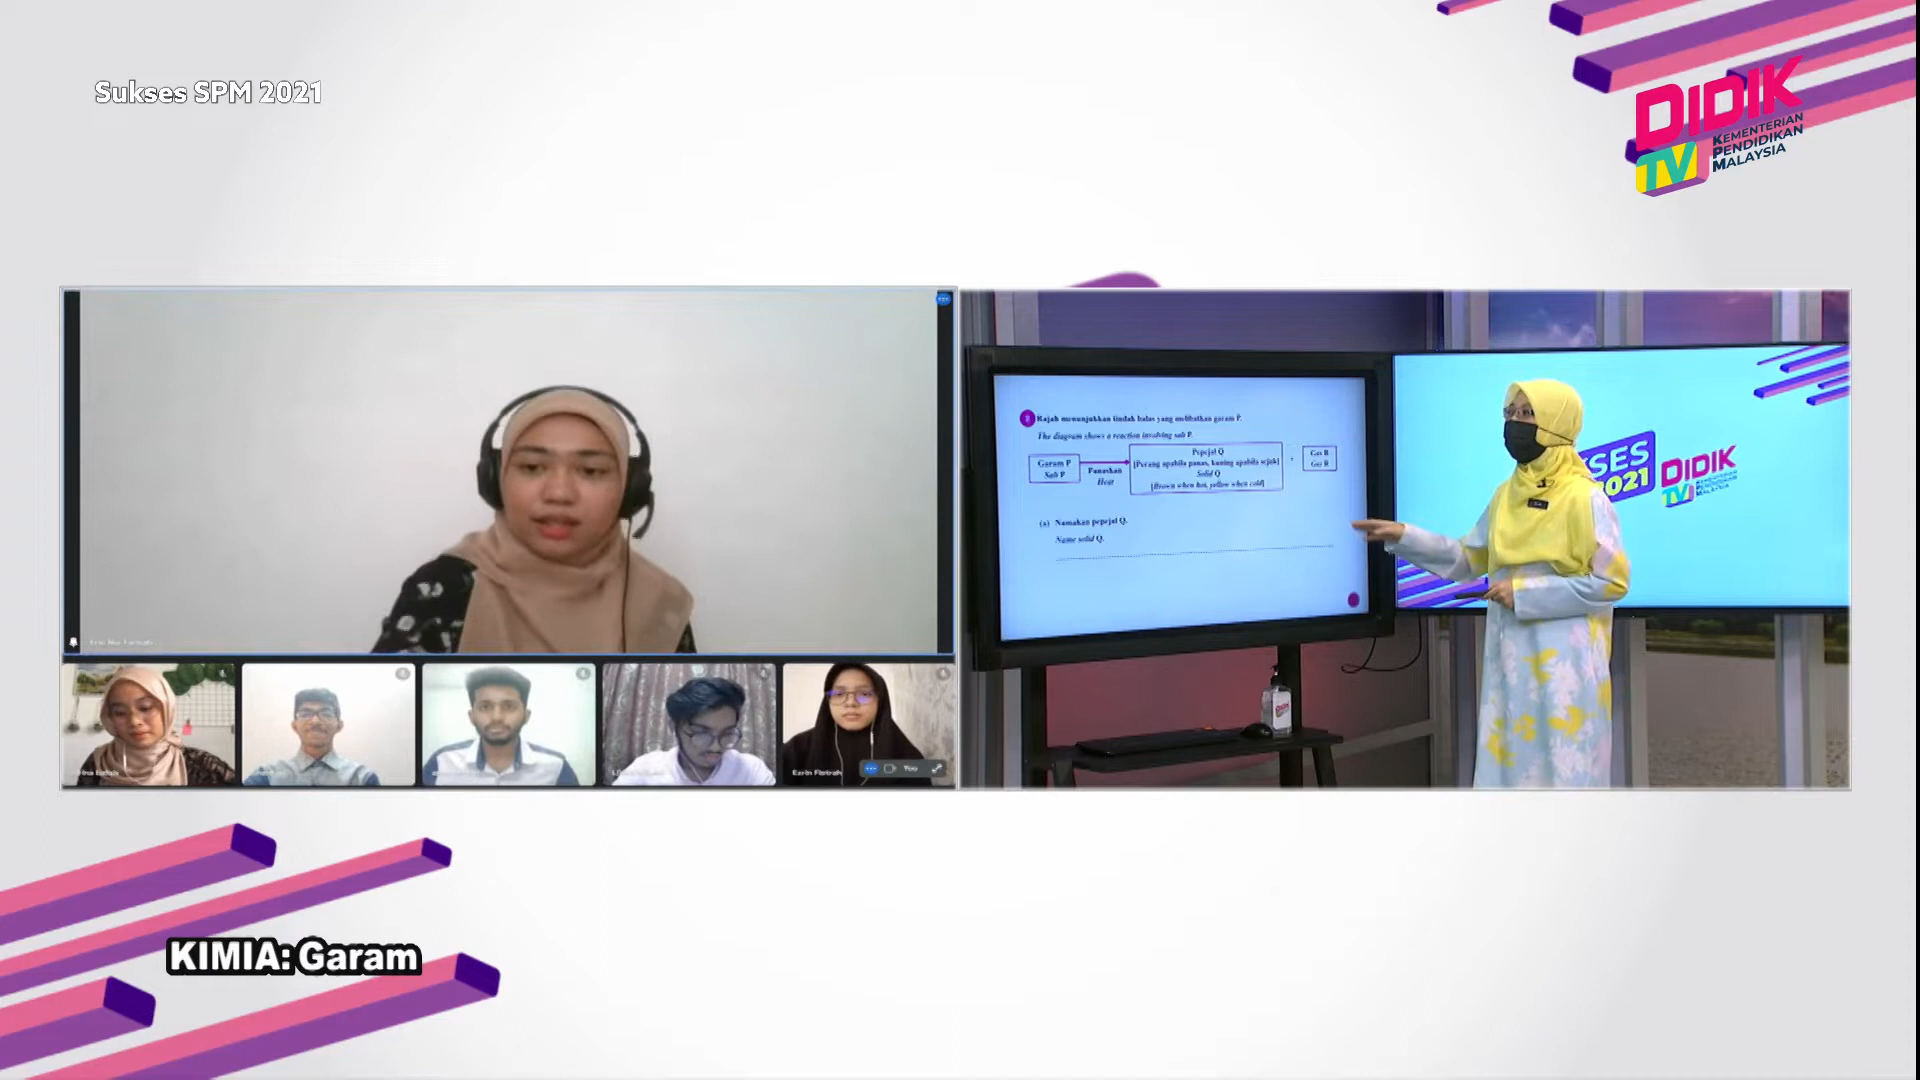 Sukses SPM 2021
DIDIK
TV
KEMENTERIAN
PENDIDIKAN
MALAYSIA
2 Rajah menunjukkan tindak balas yang melibatkan garam P.
The diagram shows a reaction involving salt P.
Garam P
Salt P
Panaskan
Heat
Pepejal Q
[Perang apabila panas, kuning apabila sejuk]
Solid Q
[Brown when hot, yellow when cold]
+
Gas R
Gas R
(a) Namakan pepejal Q.
Name solid Q.
SES
2021
DIDIK
TV
You
KIMIA: Garam